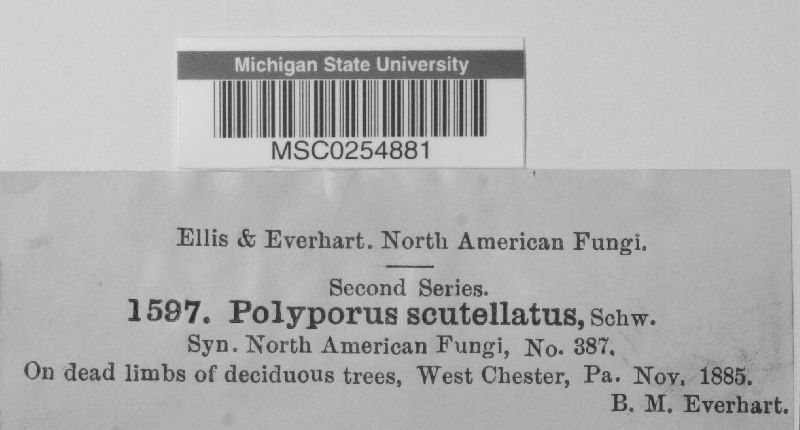 Michigan State University
MSC0254881
Ellis & Everhart. North American Fungi.
Second Series.
1597. Polyporus scutellatus, Schw.
Syn. North American Fungi, No. 387.
On dead limbs of deciduous trees, West Chester, Pa. Nov. 1885.
B. M. Everhart.